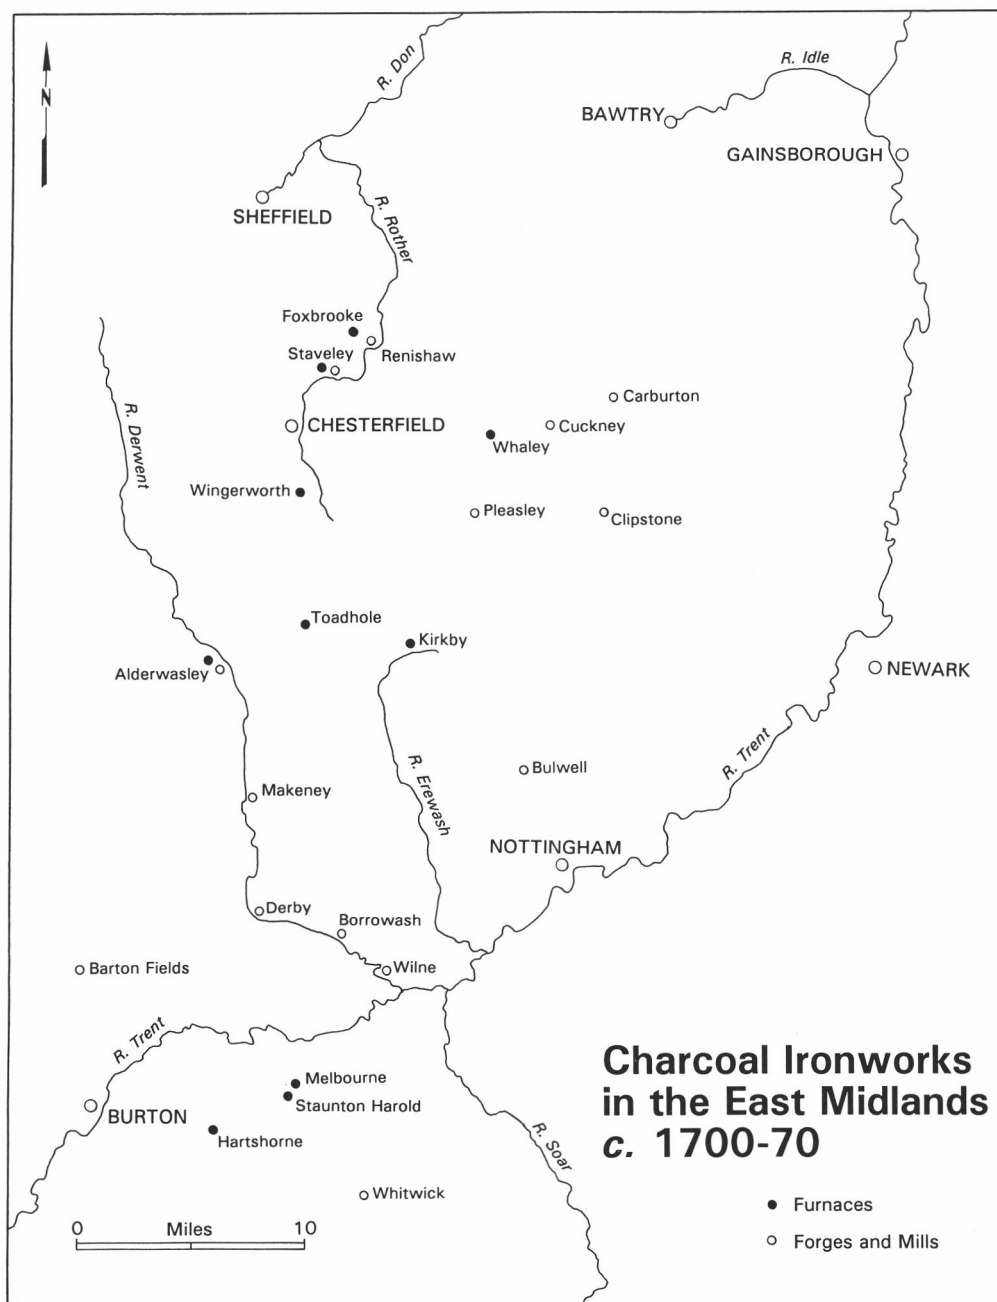 N
R. Don
R. Idle
BAWTRY
GAINSBOROUGH
SHEFFIELD
R. Rother
Foxbrooke
Staveley
Renishaw
Carburton
R. Derwent
CHESTERFIELD
Cuckney
Whaley
Wingerworth
Pleasley
Clipstone
Toadhole
Kirkby
Alderwasley
NEWARK
R. Trent
R. Erewash
Bulwell
Makeney
NOTTINGHAM
Derby
Borrowash
Barton Fields
Wilne
R. Trent
Melbourne
BURTON
Staunton Harold
Hartshorne
R. Soar
Whitwick
0 Miles 10
Charcoal Ironworks
in the East Midlands
c. 1700-70
Furnaces
Forges and Mills